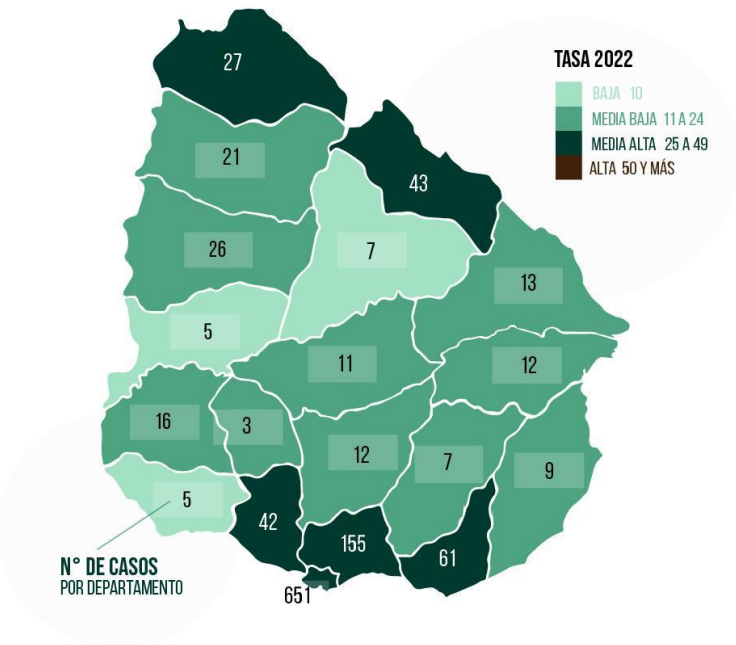 27
TASA 2022
BAJA 10
MEDIA BAJA 11 A 24
MEDIA ALTA 25 A 49
ALTA 50 Y MÁS
21
43
26
7
13
5
11
12
16
3
12
7
9
5
42
155
61
N° DE CASOS
POR DEPARTAMENTO
651